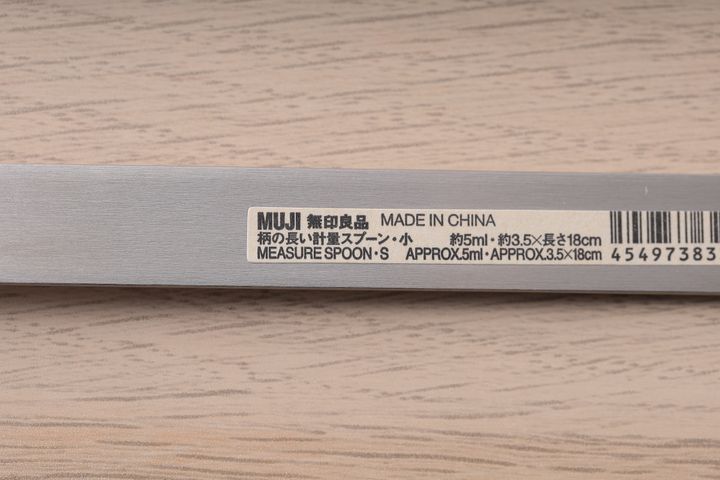 MUJI 無印良品 MADE IN CHINA
柄の長い計量スプーン・小 約5ml・約3.5×長さ18cm
MEASURE SPOON・S APPROX.5ml・APPROX.3.5×18cm
45497383